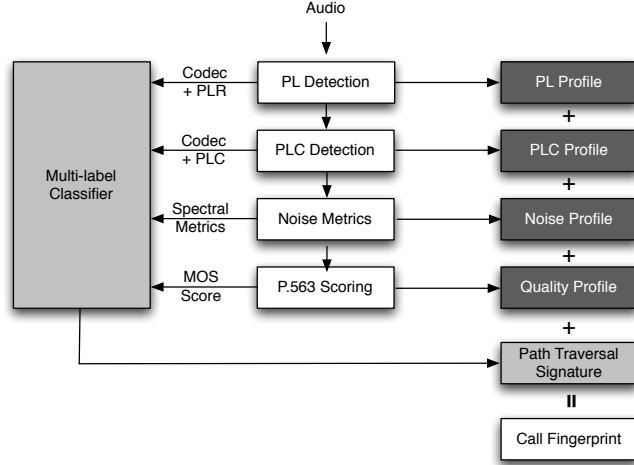 Audio
Codec
+ PLR
PL Detection
PL Profile
+
Codec
+ PLC
PLC Detection
PLC Profile
+
Multi-label
Classifier
Spectral
Metrics
Noise Metrics
Noise Profile
+
MOS
Score
P.563 Scoring
Quality Profile
+
Path Traversal
Signature
=
Call Fingerprint